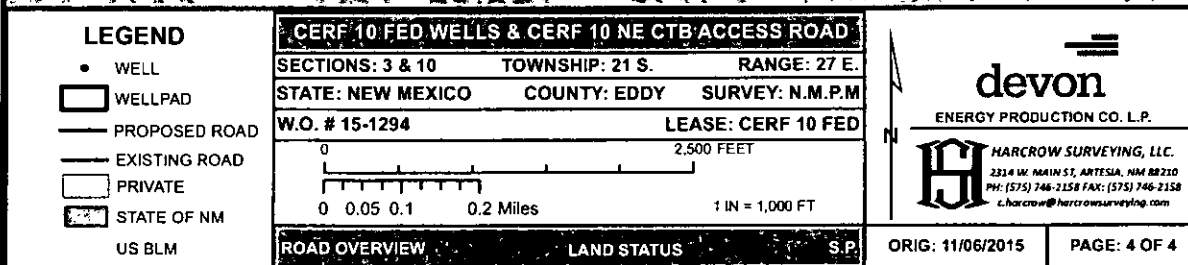 LEGEND
WELL
WELLPAD
PROPOSED ROAD
EXISTING ROAD
PRIVATE
STATE OF NM
US BLM
CERF 10 FED WELLS & CERF 10 NE CTB ACCESS ROAD
SECTIONS: 3 & 10 TOWNSHIP: 21 S. RANGE: 27 E.
STATE: NEW MEXICO COUNTY: EDDY SURVEY: N.M.P.M
W.O. # 15-1294 LEASE: CERF 10 FED
0 2,500 FEET
0 0.05 0.1 0.2 Miles 1 IN = 1,000 FT
ROAD OVERVIEW LAND STATUS S.P.
N
devon
ENERGY PRODUCTION CO. L.P.
HARCROW SURVEYING, LLC.
2314 W. MAIN ST, ARTESIA, NM 88210
PH: (575) 746-2158 FAX: (575) 746-2158
c.harcrow@harcrowsurveying.com
ORIG: 11/06/2015 PAGE: 4 OF 4